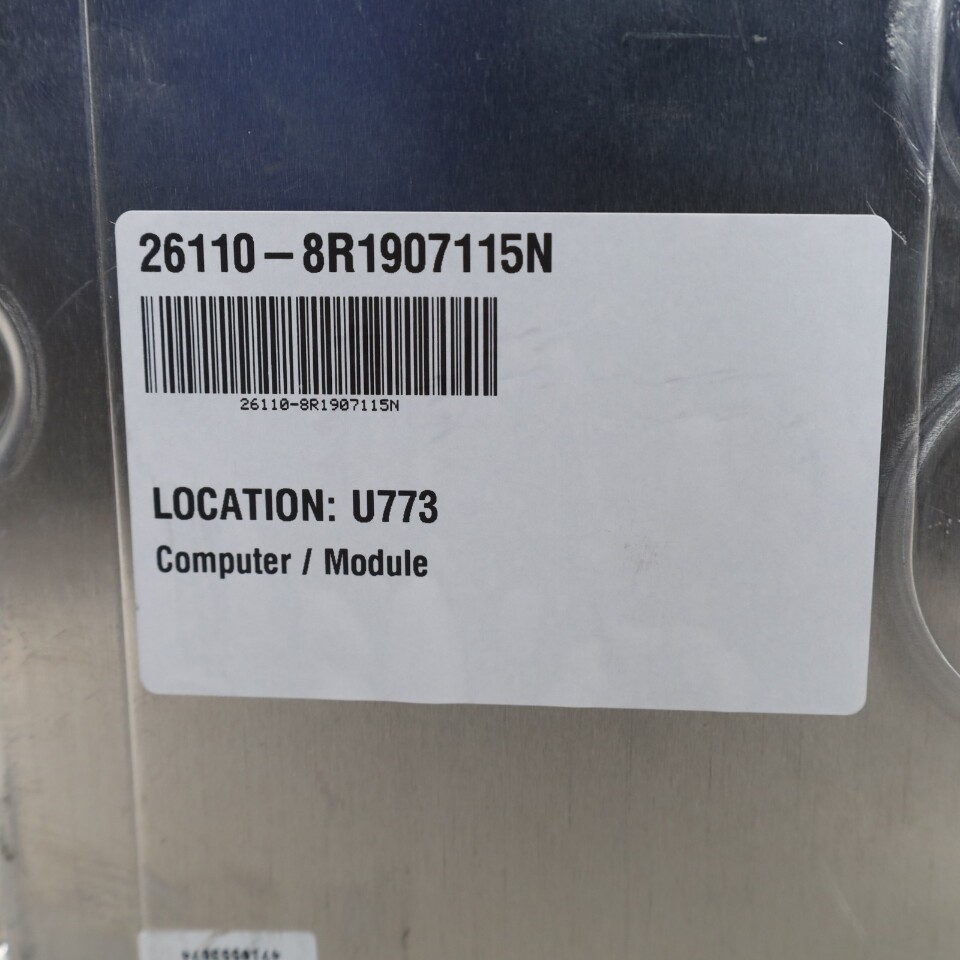 26110-8R1907115N
26110-8R1907115N
LOCATION: U773
Computer / Module